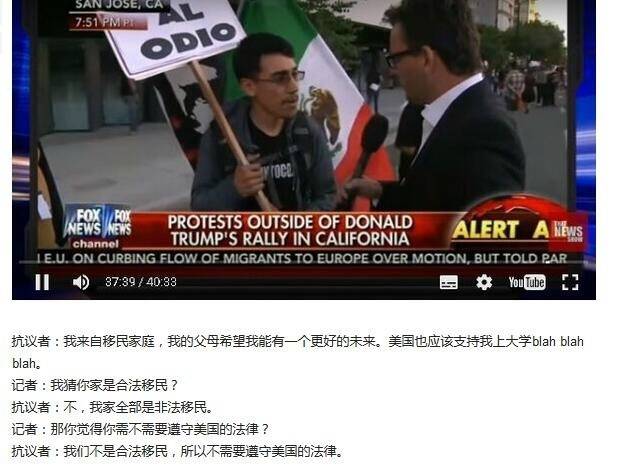 SAN JOSE, CA
7:51 PM PT
AL
ODIO
FOX NEWS channel
FOX NEWS
PROTESTS OUTSIDE OF DONALD
TRUMP'S RALLY IN CALIFORNIA
ALERT A
THE NEWS SHOW
E.U. ON CURBING FLOW OF MIGRANTS TO EUROPE OVER MOTION, BUT TOLD PAR
37:39 / 40:33
YouTube
抗议者：我来自移民家庭，我的父母希望我能有一个更好的未来。美国也应该支持我上大学blah blah
blah。
记者：我猜你家是合法移民？
抗议者：不，我家全部是非法移民。
记者：那你觉得你需不需要遵守美国的法律？
抗议者：我们不是合法移民，所以不需要遵守美国的法律。